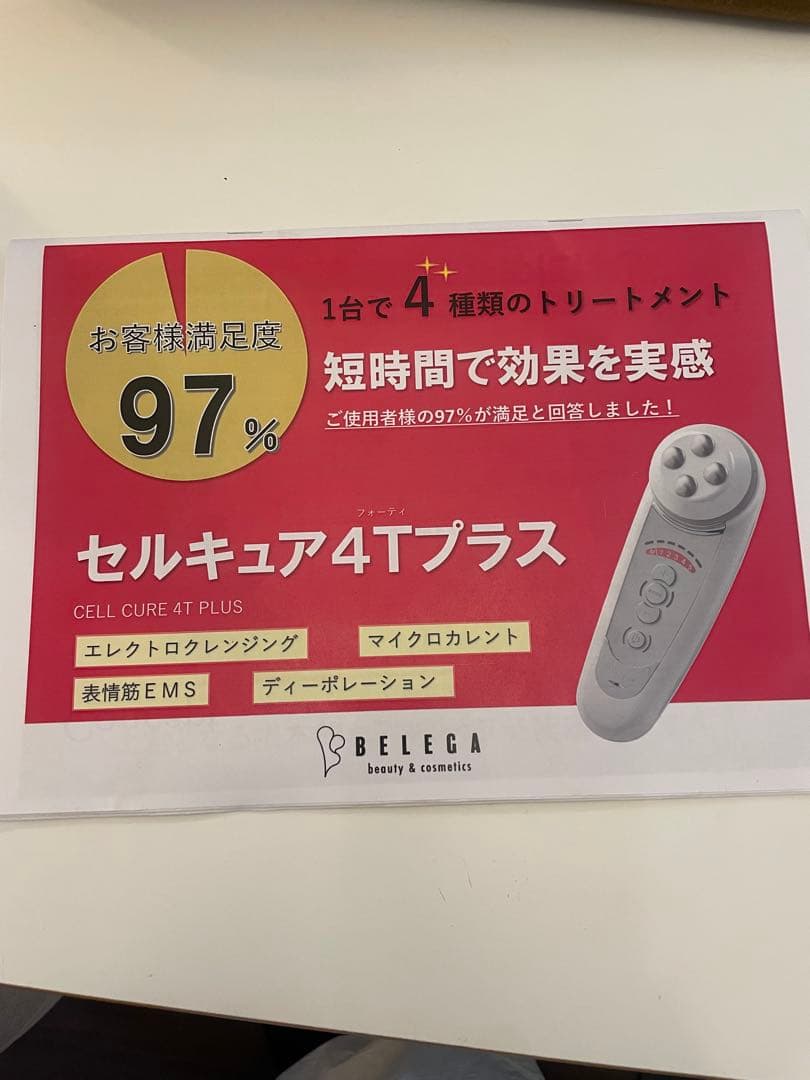 お客様満足度
97%
1台で4種類のトリートメント
短時間で効果を実感
ご使用者様の97%が満足と回答しました！
フォーティ
セルキュア4Tプラス
CELL CURE 4T PLUS
エレクトロクレンジング
マイクロカレント
表情筋EMS
ディーポレーション
BELEGA
beauty & cosmetics